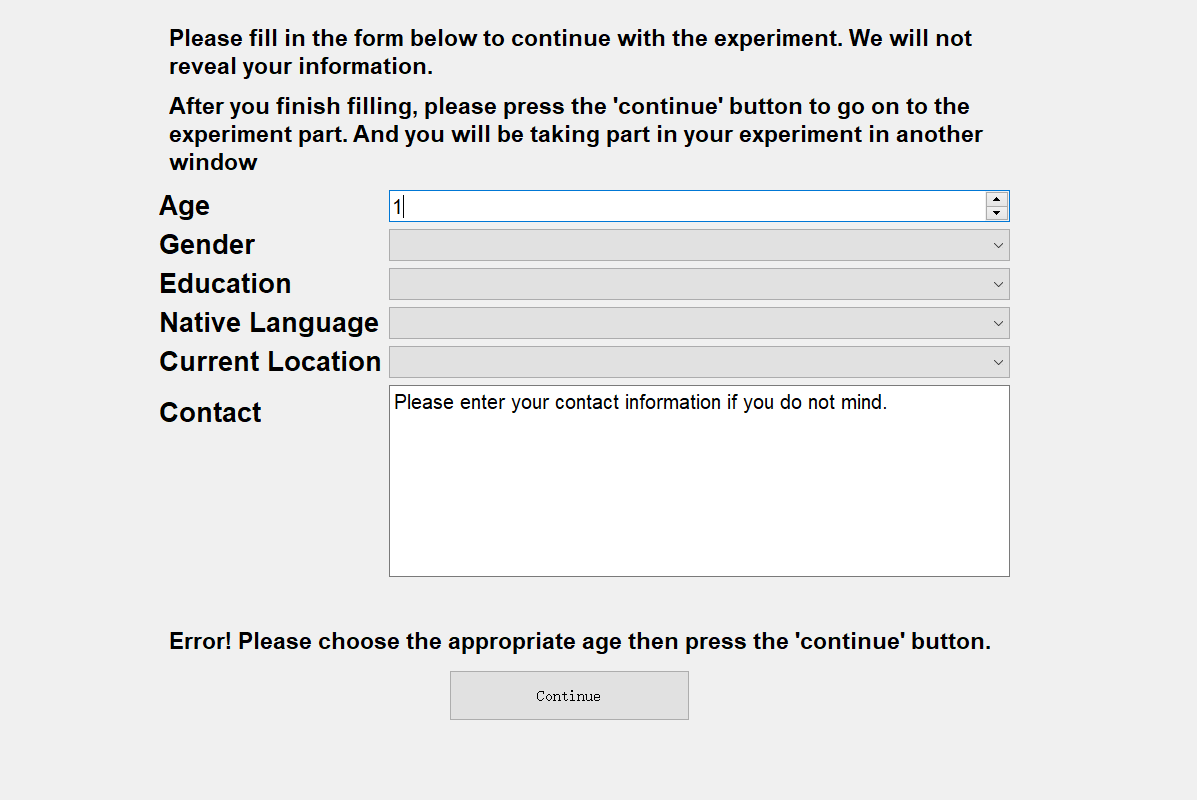 Please fill in the form below to continue with the experiment. We will not
reveal your information.
After you finish filling, please press the 'continue' button to go on to the
experiment part. And you will be taking part in your experiment in another
window
Age
1
Gender
Education
Native Language
Current Location
Contact
Please enter your contact information if you do not mind.
Error! Please choose the appropriate age then press the 'continue' button.
Continue